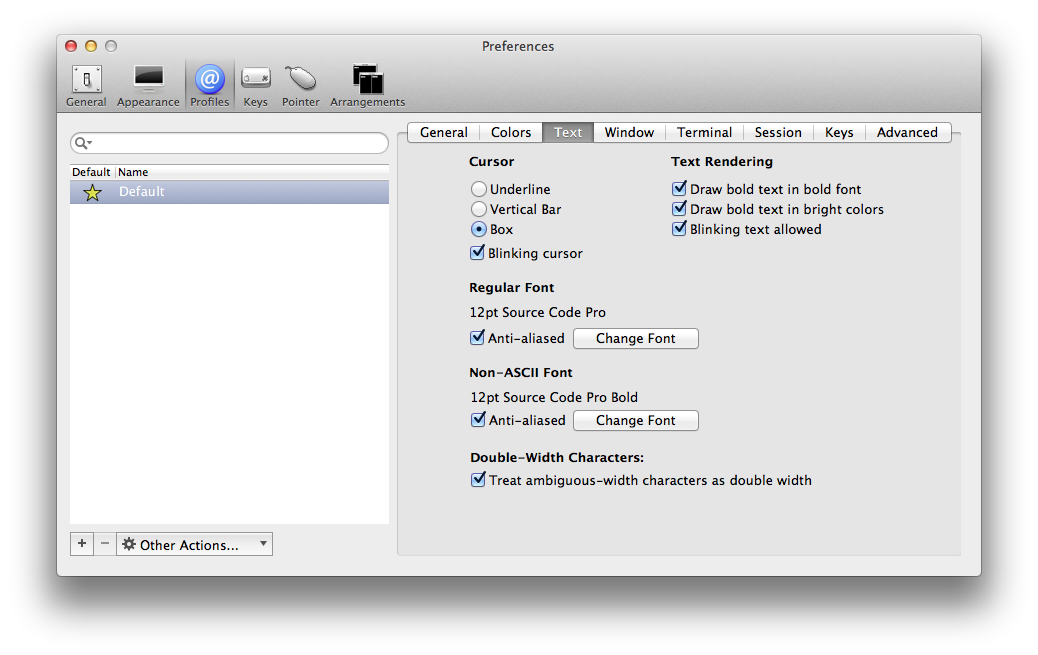 Preferences
General Appearance Profiles Keys Pointer Arrangements
Default Name
Default
+ − Other Actions...
General Colors Text Window Terminal Session Keys Advanced
Cursor
Underline
Vertical Bar
Box
Blinking cursor
Text Rendering
Draw bold text in bold font
Draw bold text in bright colors
Blinking text allowed
Regular Font
12pt Source Code Pro
Anti-aliased Change Font
Non-ASCII Font
12pt Source Code Pro Bold
Anti-aliased Change Font
Double-Width Characters:
Treat ambiguous-width characters as double width